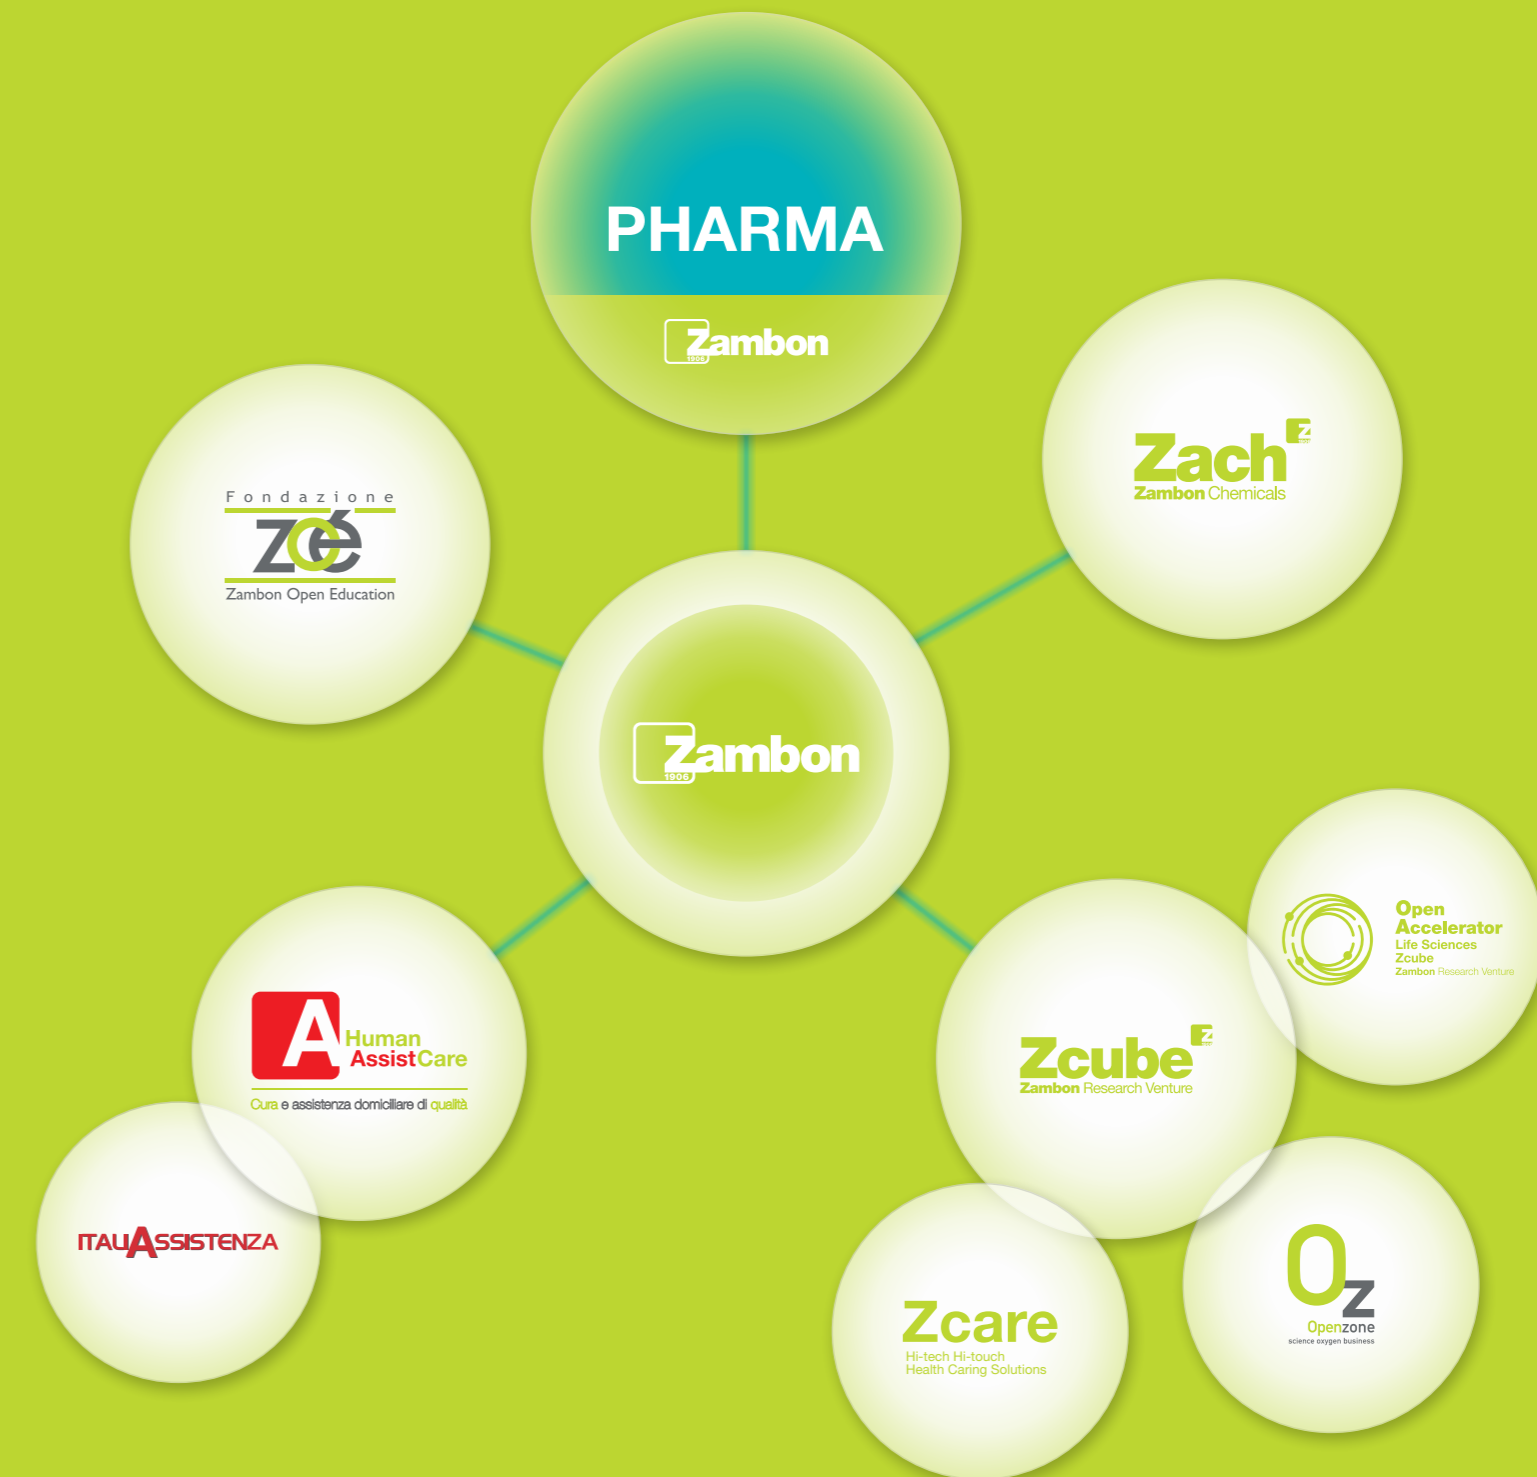 PHARMA
Zambon
1906
Zach
Z
Zambon Chemicals
Fondazione
zoé
Zambon Open Education
Zambon
1906
Open
Accelerator
Life Sciences
Zcube
Zambon Research Venture
A
Human
AssistCare
Cura e assistenza domiciliare di qualità
Zcube
Z
Zambon Research Venture
ITALIASSISTENZA
Oz
Openzone
science oxygen business
Zcare
Hi-tech Hi-touch
Health Caring Solutions